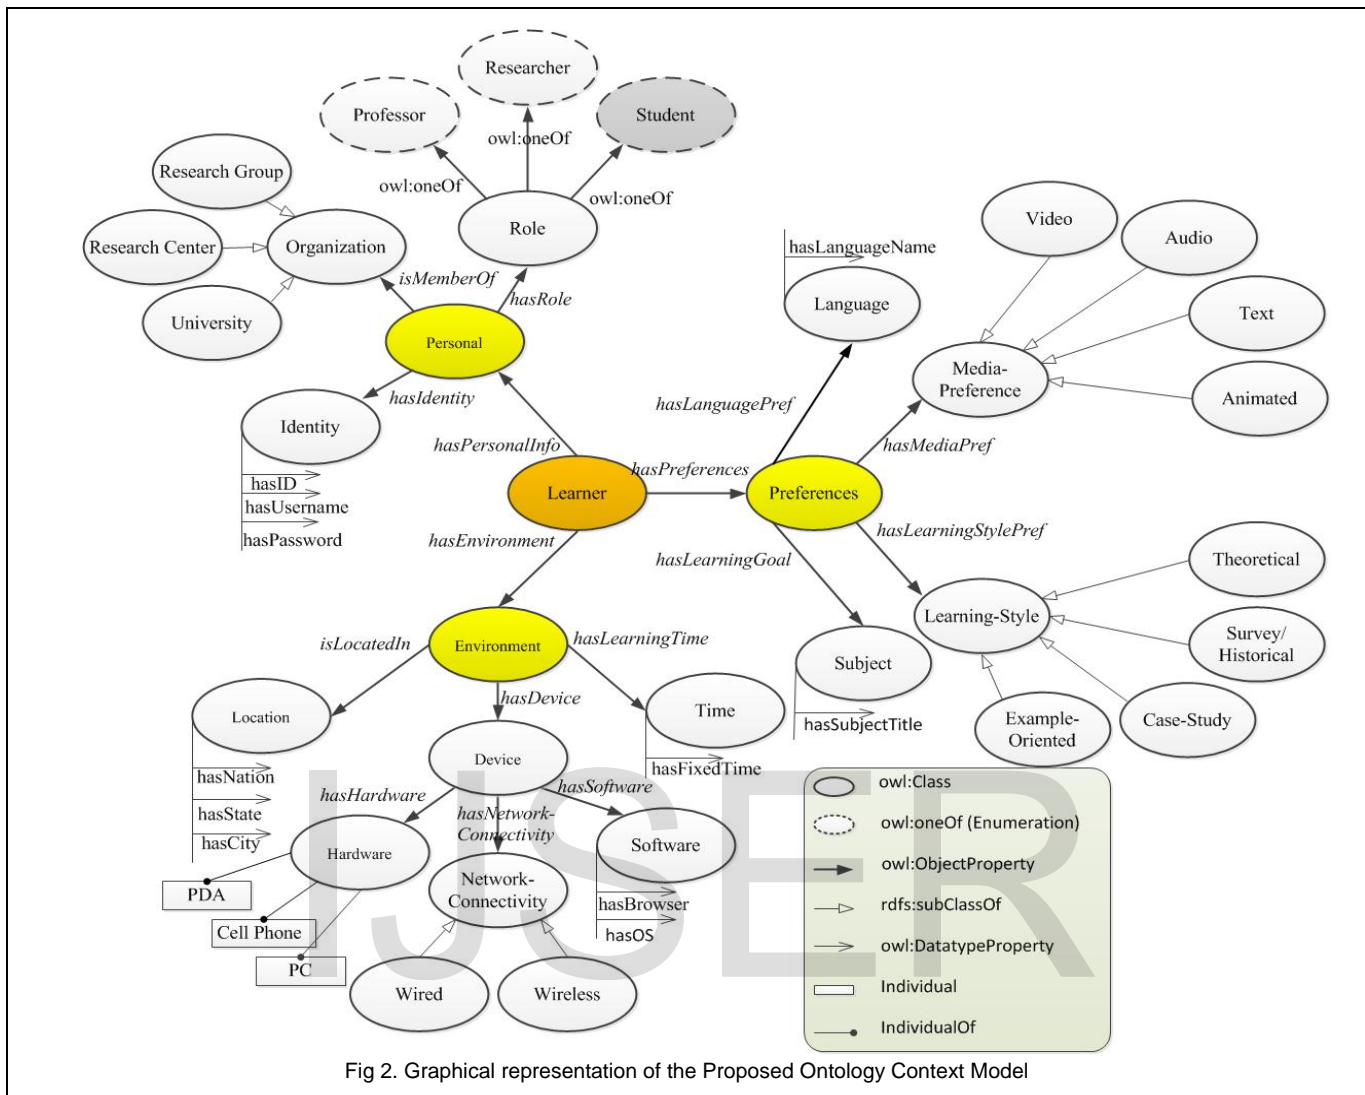 Researcher
Professor
Student
owl:oneOf
owl:oneOf
owl:oneOf
Research Group
Research Center
University
Organization
Role
isMemberOf
hasRole
Personal
hasIdentity
Identity
hasID
hasUsername
hasPassword
hasPersonalInfo
Learner
hasPreferences
Preferences
hasLanguagePref
hasLanguageName
Language
hasMediaPref
Media-
Preference
Video
Audio
Text
Animated
hasLearningStylePref
Learning-Style
Theoretical
Survey/
Historical
Case-Study
Example-
Oriented
hasLearningGoal
Subject
hasSubjectTitle
hasEnvironment
Environment
isLocatedIn
Location
hasNation
hasState
hasCity
hasLearningTime
Time
hasFixedTime
hasDevice
Device
hasHardware
Hardware
PDA
Cell Phone
PC
hasNetwork-
Connectivity
Network-
Connectivity
Wired
Wireless
hasSoftware
Software
hasBrowser
hasOS
owl:Class
owl:oneOf (Enumeration)
owl:ObjectProperty
rdfs:subClassOf
owl:DatatypeProperty
Individual
IndividualOf
IJSER
Fig 2. Graphical representation of the Proposed Ontology Context Model